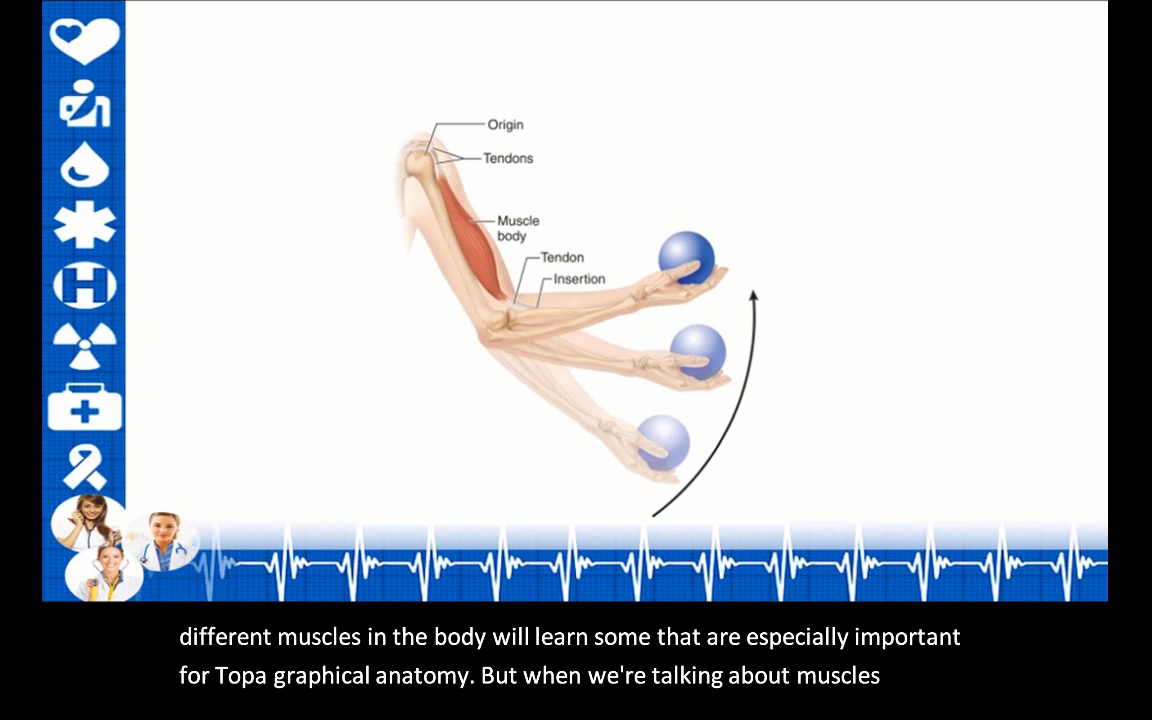 Origin
Tendons
Muscle
body
Tendon
Insertion
H
different muscles in the body will learn some that are especially important
for Topa graphical anatomy. But when we're talking about muscles